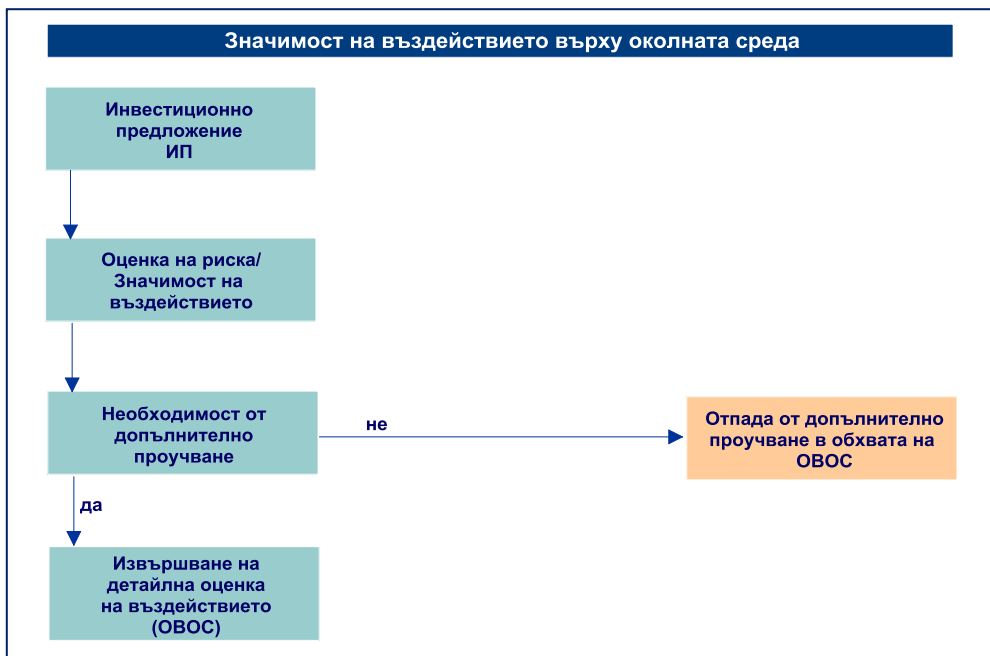 Значимост на въздействието върху околната среда
Инвестиционно
предложение
ИП
Оценка на риска/
Значимост на
въздействието
Необходимост от
допълнително
проучване
не
Отпада от допълнително
проучване в обхвата на
ОВОС
да
Извършване на
детайлна оценка
на въздействието
(ОВОС)